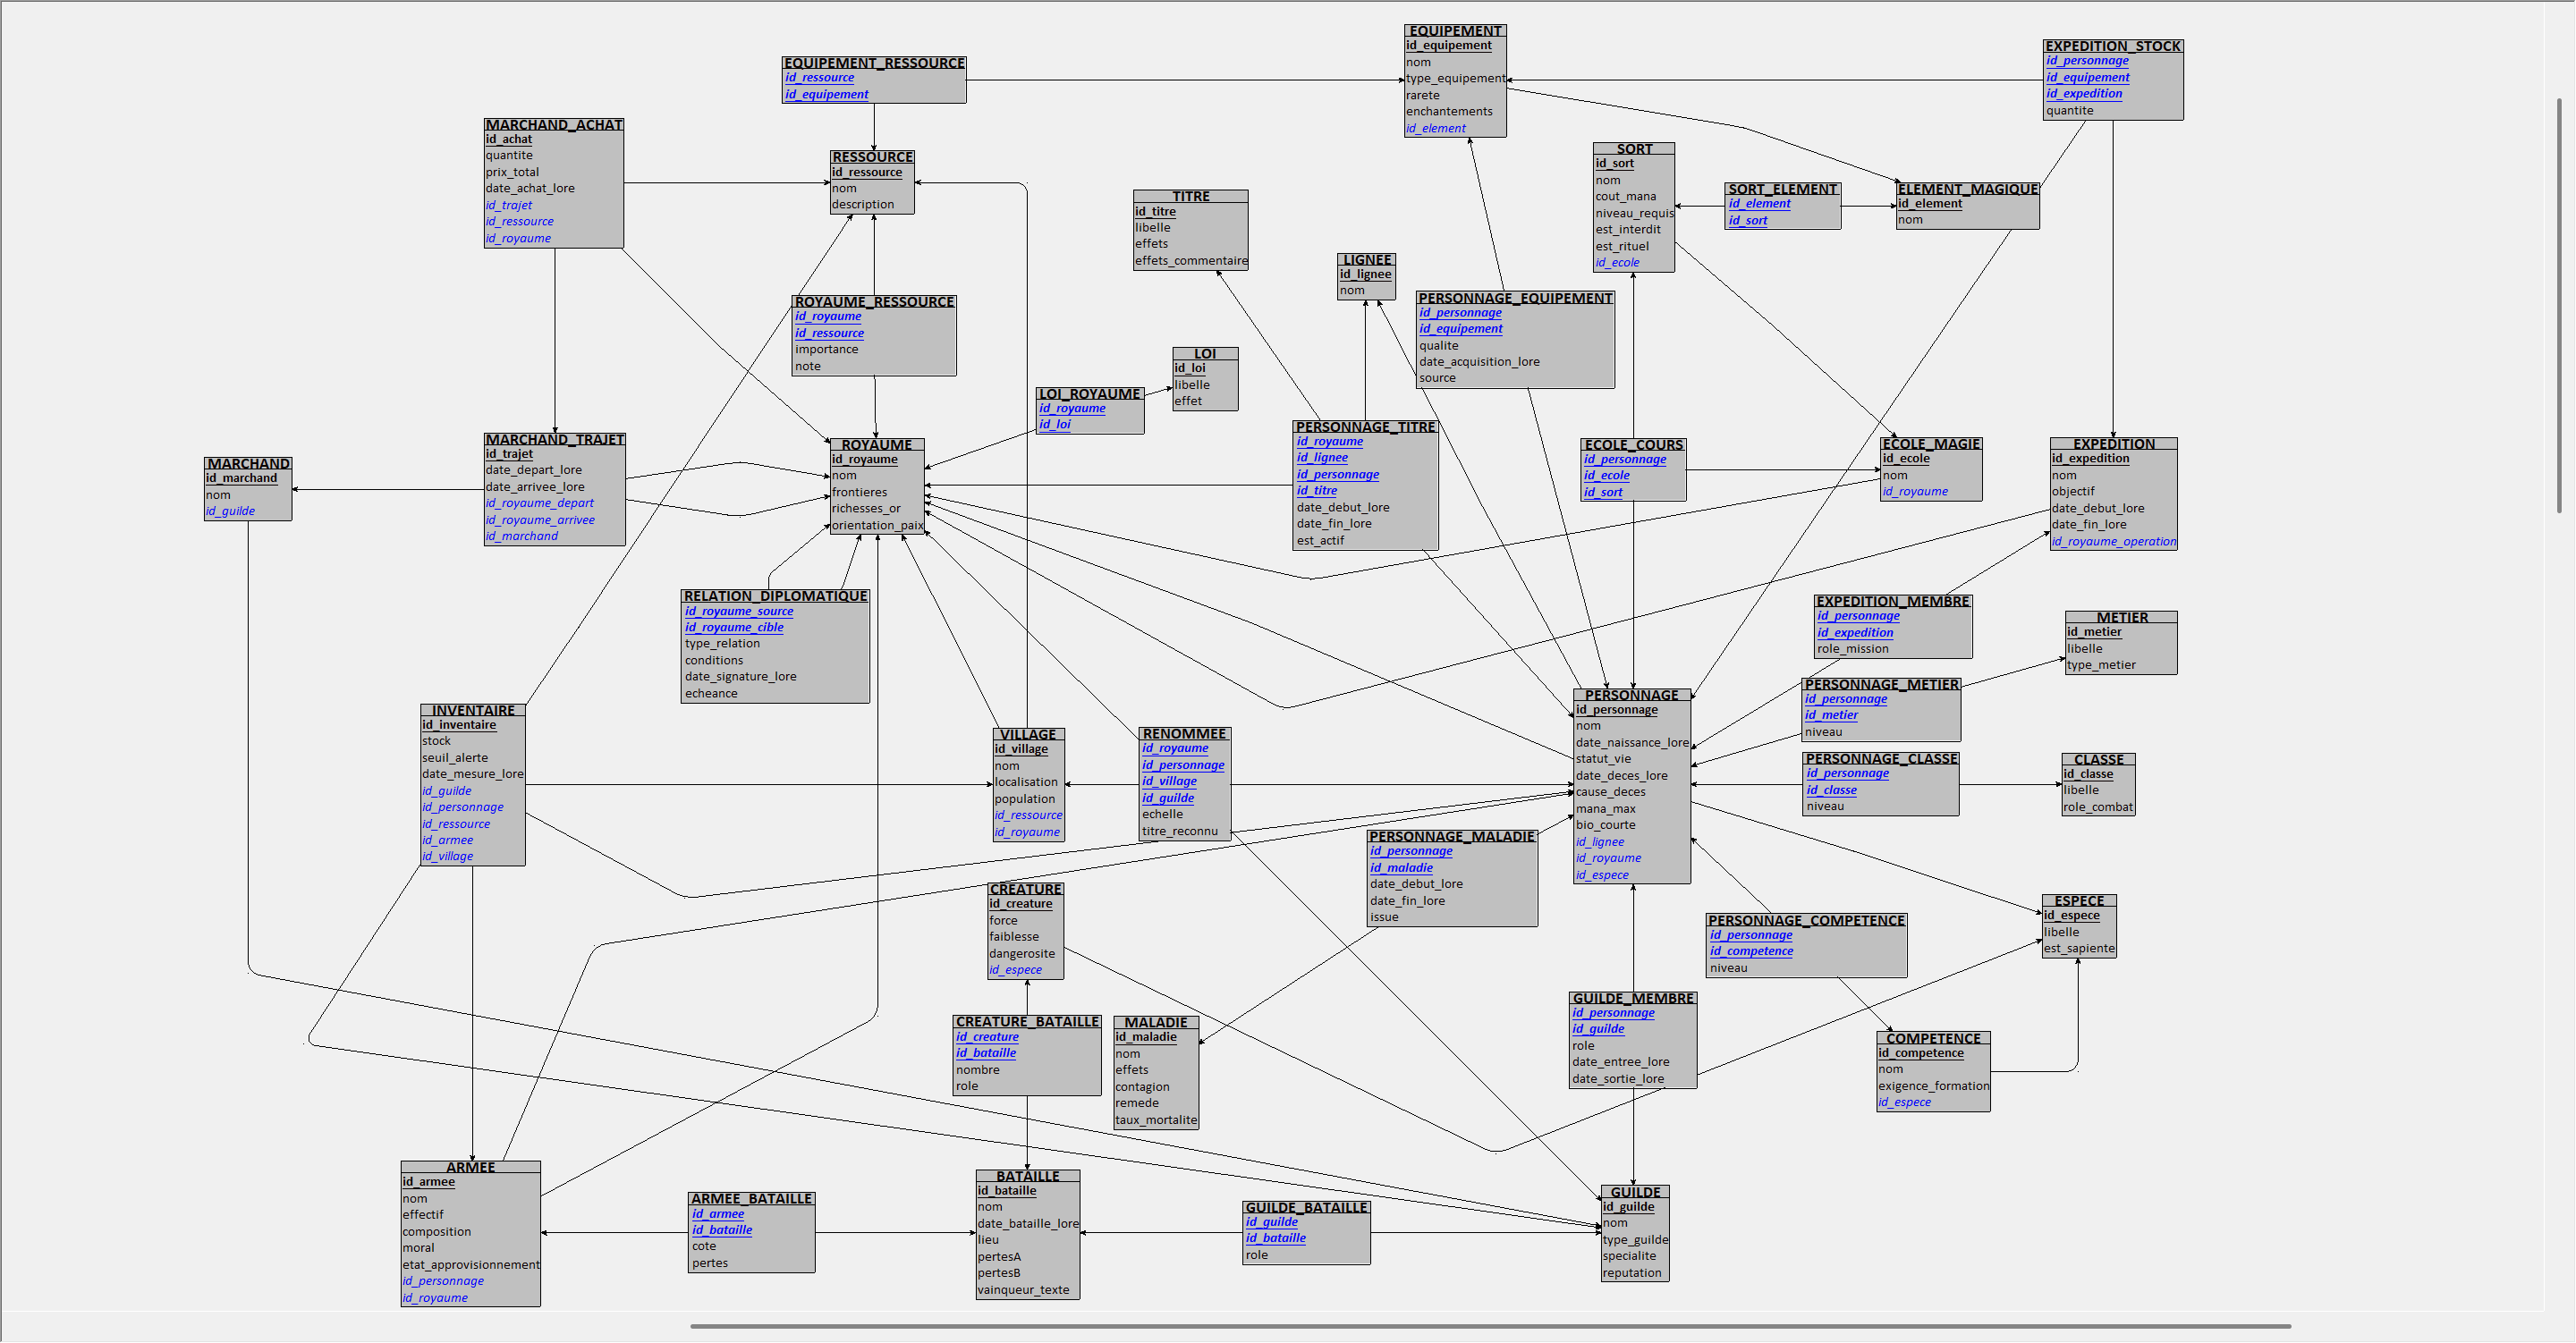 EQUIPEMENT
id_equipement
nom
type_equipement
rarete
enchantements
id_element
EXPEDITION_STOCK
id_personnage
id_equipement
id_expedition
quantite
EQUIPEMENT_RESSOURCE
id_ressource
id_equipement
MARCHAND_ACHAT
id_achat
quantite
prix_total
date_achat_lore
id_trajet
id_ressource
id_royaume
RESSOURCE
id_ressource
nom
description
SORT
id_sort
nom
cout_mana
niveau_requis
est_interdit
est_rituel
id_ecole
SORT_ELEMENT
id_element
id_sort
ELEMENT_MAGIQUE
id_element
nom
TITRE
id_titre
libelle
effets
effets_commentaire
LIGNEE
id_lignee
nom
ROYAUME_RESSOURCE
id_royaume
id_ressource
importance
note
PERSONNAGE_EQUIPEMENT
id_personnage
id_equipement
qualite
date_acquisition_lore
source
LOI
id_loi
libelle
effet
LOI_ROYAUME
id_royaume
id_loi
PERSONNAGE_TITRE
id_royaume
id_lignee
id_personnage
id_titre
date_debut_lore
date_fin_lore
est_actif
MARCHAND
id_marchand
nom
id_guilde
MARCHAND_TRAJET
id_trajet
date_depart_lore
date_arrivee_lore
id_royaume_depart
id_royaume_arrivee
id_marchand
ROYAUME
id_royaume
nom
frontieres
richesses_or
orientation_paix
ECOLE_COURS
id_personnage
id_ecole
id_sort
ECOLE_MAGIE
id_ecole
nom
id_royaume
EXPEDITION
id_expedition
nom
objectif
date_debut_lore
date_fin_lore
id_royaume_operation
RELATION_DIPLOMATIQUE
id_royaume_source
id_royaume_cible
type_relation
conditions
date_signature_lore
echeance
EXPEDITION_MEMBRE
id_personnage
id_expedition
role_mission
METIER
id_metier
libelle
type_metier
PERSONNAGE_METIER
id_personnage
id_metier
niveau
INVENTAIRE
id_inventaire
stock
seuil_alerte
date_mesure_lore
id_guilde
id_personnage
id_ressource
id_armee
id_village
VILLAGE
id_village
nom
localisation
population
id_ressource
id_royaume
RENOMMEE
id_royaume
id_personnage
id_village
id_guilde
echelle
titre_reconnu
PERSONNAGE
id_personnage
nom
date_naissance_lore
statut_vie
date_deces_lore
cause_deces
mana_max
bio_courte
id_lignee
id_royaume
id_espece
PERSONNAGE_CLASSE
id_personnage
id_classe
niveau
CLASSE
id_classe
libelle
role_combat
PERSONNAGE_MALADIE
id_personnage
id_maladie
date_debut_lore
date_fin_lore
issue
CREATURE
id_creature
force
faiblesse
dangerosite
id_espece
PERSONNAGE_COMPETENCE
id_personnage
id_competence
niveau
ESPECE
id_espece
libelle
est_sapiente
CREATURE_BATAILLE
id_creature
id_bataille
nombre
role
MALADIE
id_maladie
nom
effets
contagion
remede
taux_mortalite
GUILDE_MEMBRE
id_personnage
id_guilde
role
date_entree_lore
date_sortie_lore
COMPETENCE
id_competence
nom
exigence_formation
id_espece
ARMEE
id_armee
nom
effectif
composition
moral
etat_approvisionnement
id_personnage
id_royaume
ARMEE_BATAILLE
id_armee
id_bataille
cote
pertes
BATAILLE
id_bataille
nom
date_bataille_lore
lieu
pertesA
pertesB
vainqueur_texte
GUILDE_BATAILLE
id_guilde
id_bataille
role
GUILDE
id_guilde
nom
type_guilde
specialite
reputation